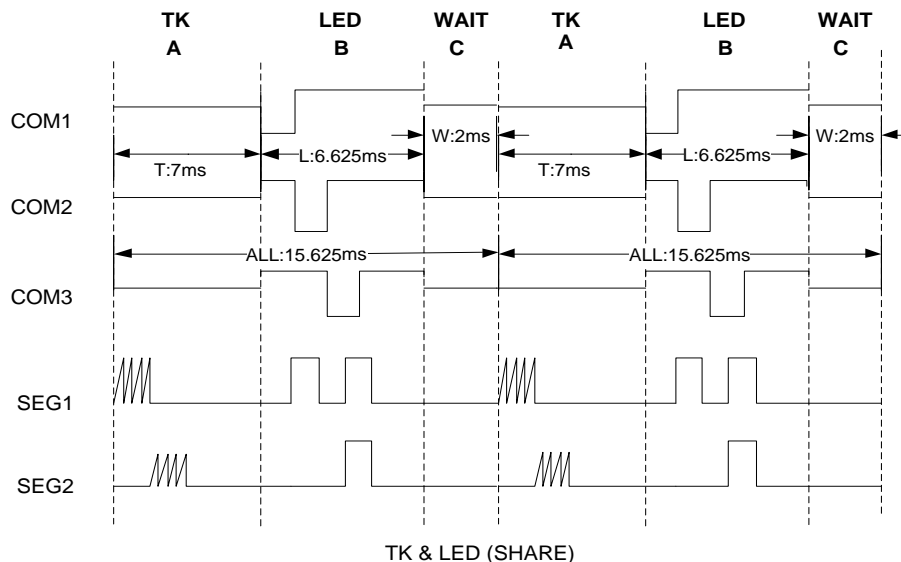 TK LED WAIT TK LED WAIT
A B C A B C
COM1
W:2ms W:2ms
L:6.625ms L:6.625ms
T:7ms T:7ms
COM2
ALL:15.625ms ALL:15.625ms
COM3
SEG1
SEG2
TK & LED (SHARE)